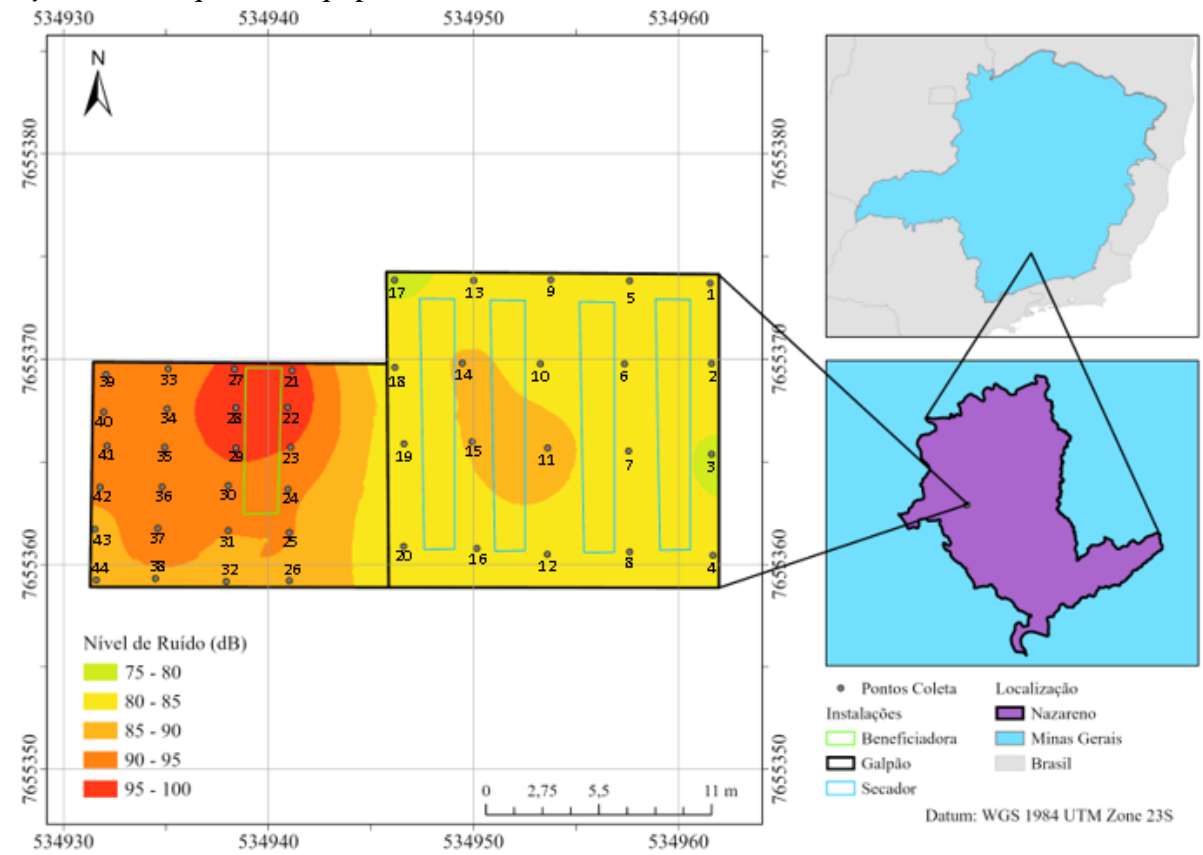 534930 534940 534950 534960
N
7655380 7655380
17 13 9 5 1
7655370 7655370
39 33 27 21
18 14 10 6 2
40 34 28 22
41 35 29 23
19 15 11 7 3
42 36 30 24
43 37 31 25
20 16 12 8 4
7655360 7655360
44 38 32 26
Nível de Ruído (dB)
75 - 80
80 - 85
85 - 90
90 - 95
95 - 100
7655350 7655350
0 2,75 5,5 11 m
534930 534940 534950 534960
Pontos Coleta
Instalações
Beneficiadora
Galpão
Secador
Localização
Nazareno
Minas Gerais
Brasil
Datum: WGS 1984 UTM Zone 23S